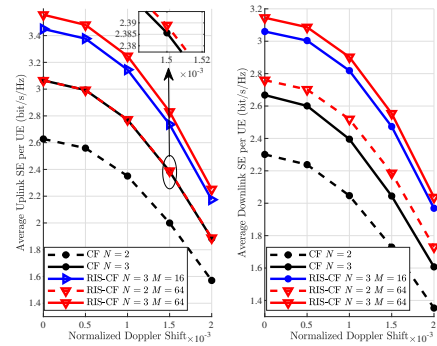 Average Uplink SE per UE (bit/s/Hz)
3.4
3.2
3
2.8
2.6
2.4
2.2
2
1.8
1.6
1.4
2.39
2.385
2.38
1.5
1.52
×10⁻³
CF N = 2
CF N = 3
RIS-CF N = 3 M = 16
RIS-CF N = 2 M = 64
RIS-CF N = 3 M = 64
0 0.5 1 1.5 2
Normalized Doppler Shift ×10⁻³
Average Downlink SE per UE (bit/s/Hz)
3
2.8
2.6
2.4
2.2
2
1.8
1.6
1.4
CF N = 2
CF N = 3
RIS-CF N = 3 M = 16
RIS-CF N = 2 M = 64
RIS-CF N = 3 M = 64
0 0.5 1 1.5 2
Normalized Doppler Shift ×10⁻³